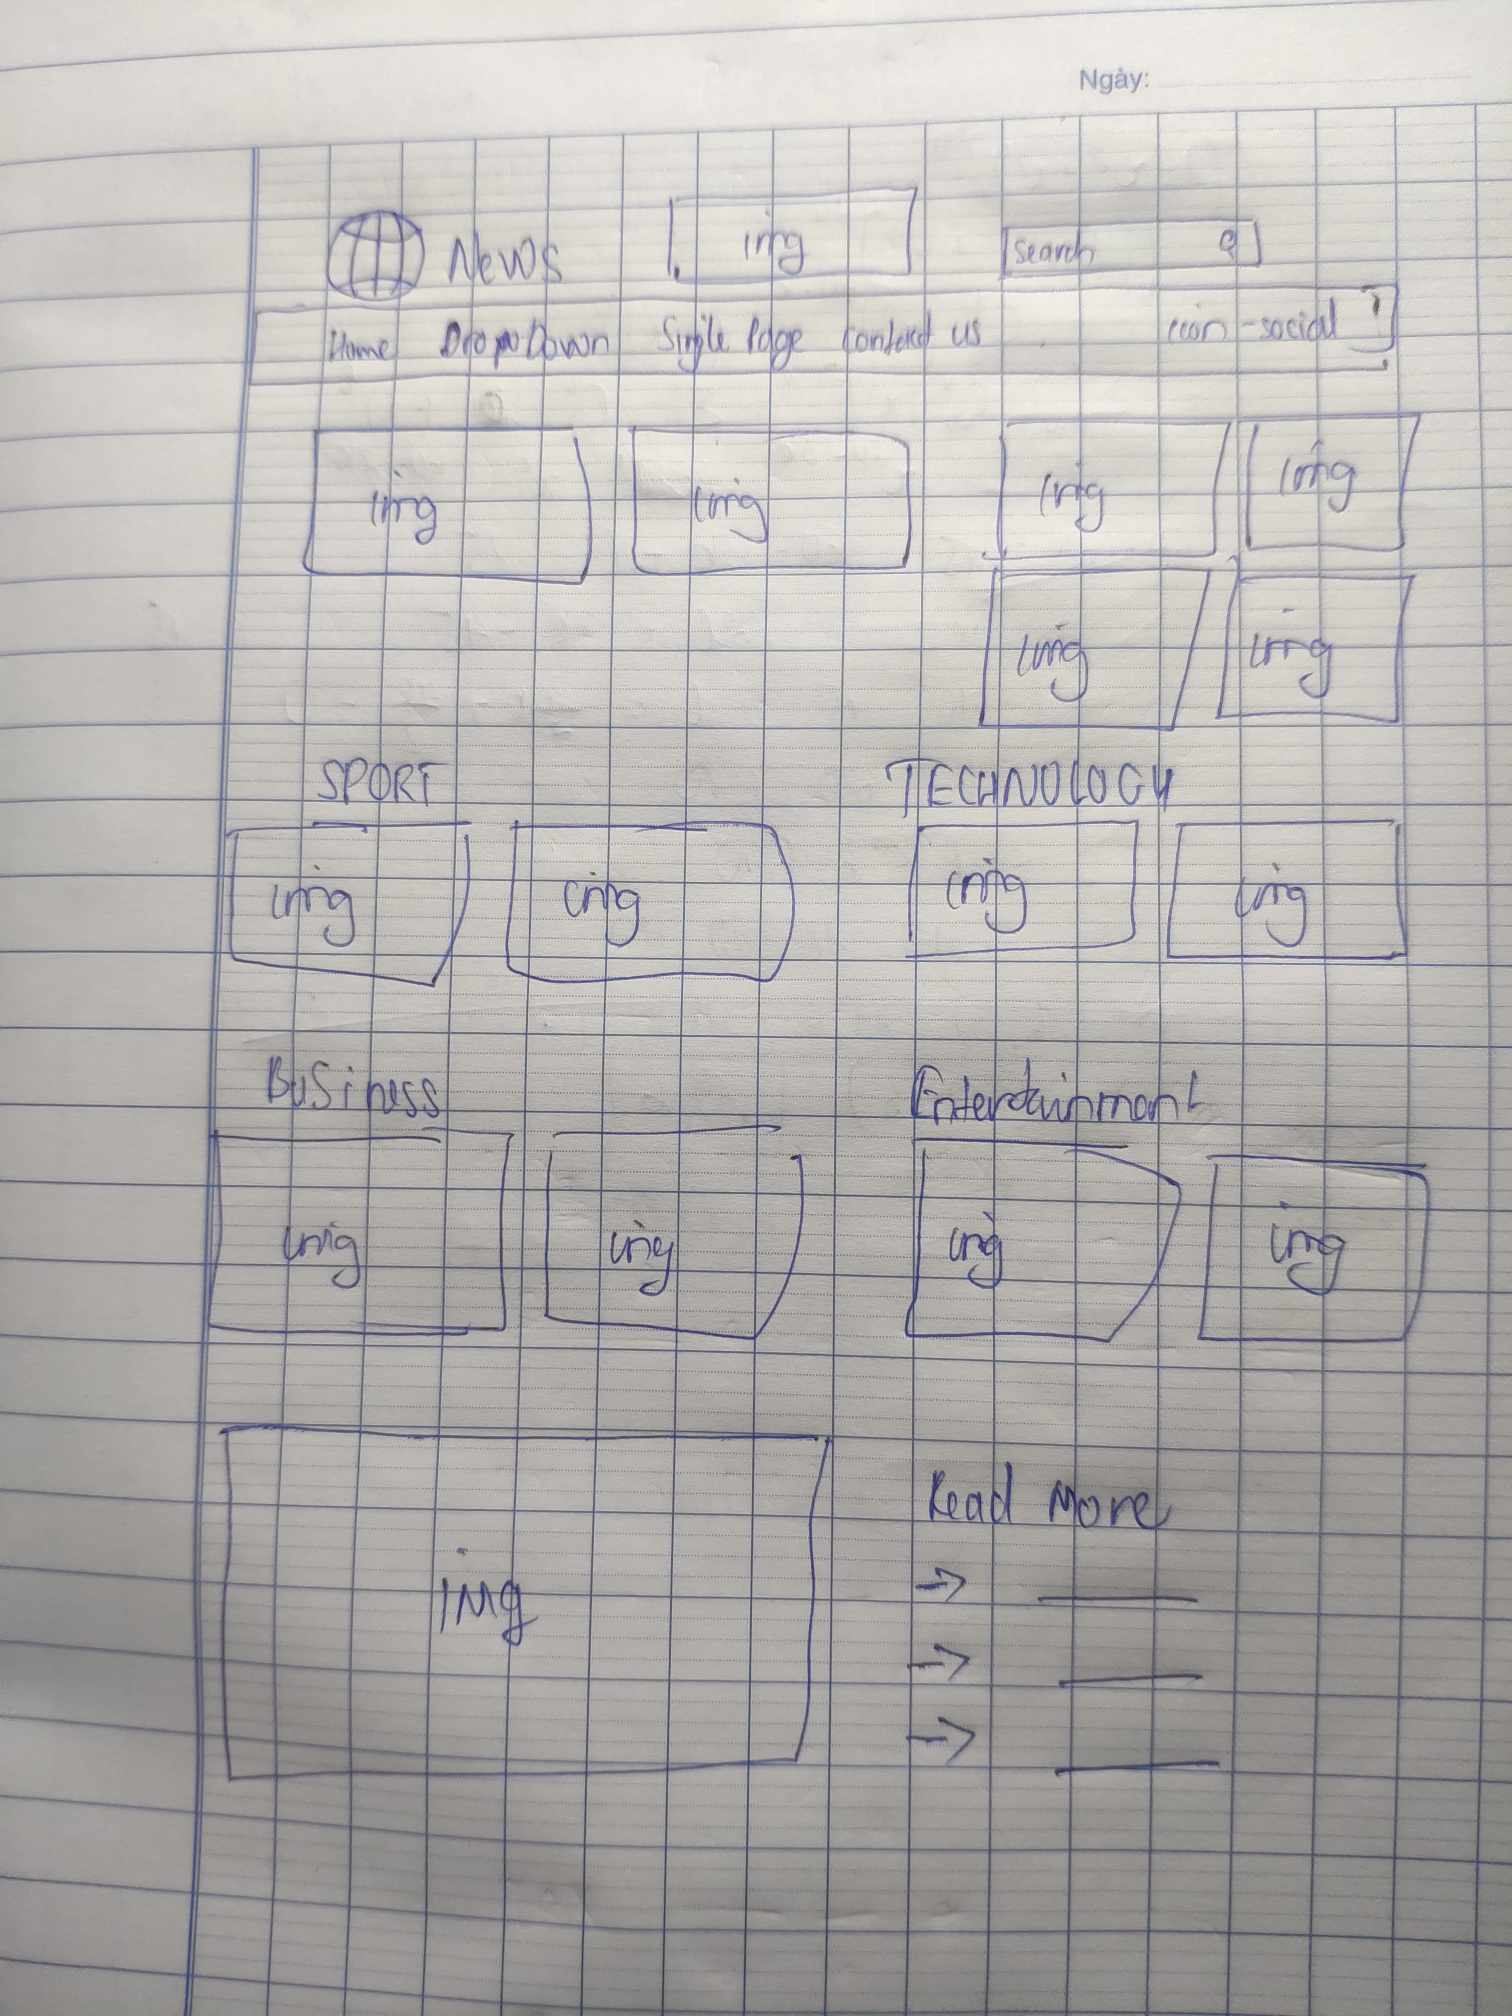 Ngày:
News img Search
Home DropDown Single Page Contact us icon-social
img img img img
img img
SPORT TECHNOLOGY
img img img img
Business Entertainmant
img img img img
img
Read More